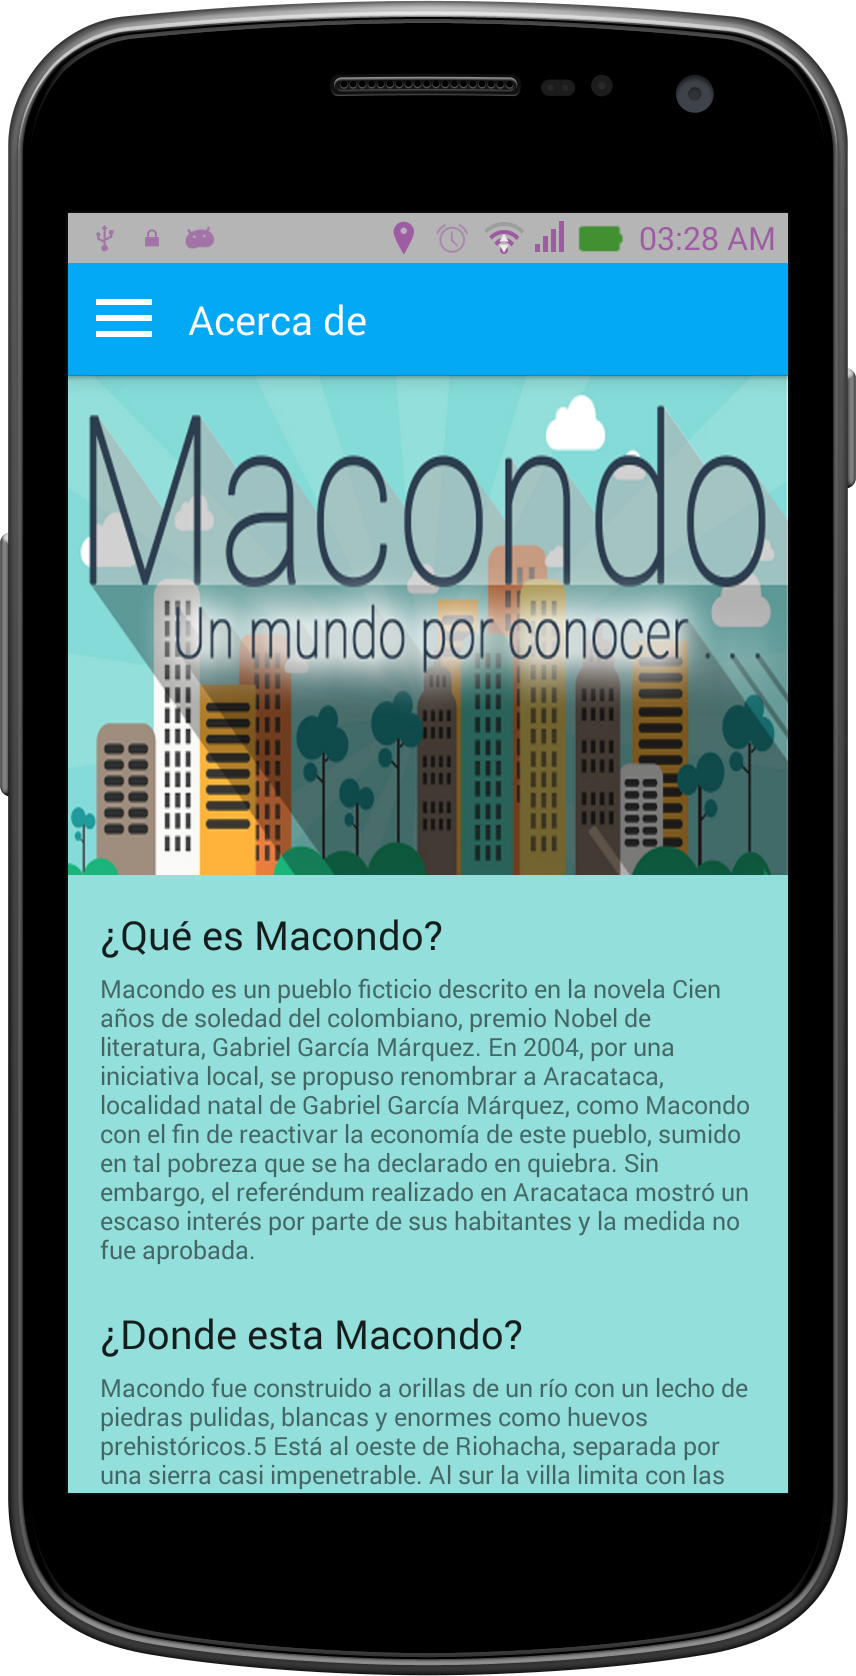 03:28 AM
Acerca de
Macondo
Un mundo por conocer . . .
¿Qué es Macondo?
Macondo es un pueblo ficticio descrito en la novela Cien
años de soledad del colombiano, premio Nobel de
literatura, Gabriel García Márquez. En 2004, por una
iniciativa local, se propuso renombrar a Aracataca,
localidad natal de Gabriel García Márquez, como Macondo
con el fin de reactivar la economía de este pueblo, sumido
en tal pobreza que se ha declarado en quiebra. Sin
embargo, el referéndum realizado en Aracataca mostró un
escaso interés por parte de sus habitantes y la medida no
fue aprobada.
¿Donde esta Macondo?
Macondo fue construido a orillas de un río con un lecho de
piedras pulidas, blancas y enormes como huevos
prehistóricos.5 Está al oeste de Riohacha, separada por
una sierra casi impenetrable. Al sur la villa limita con las